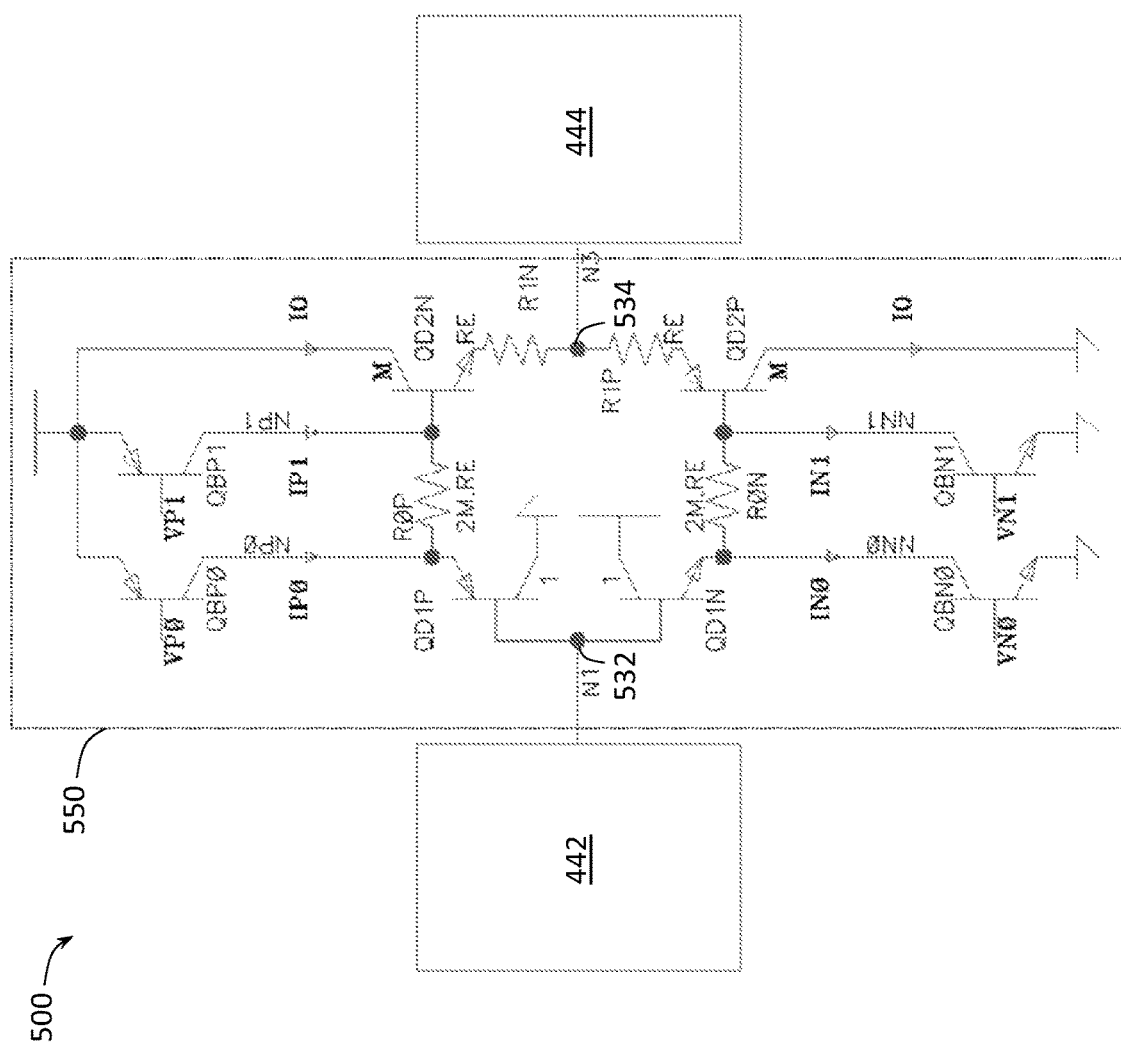 500
550
442
444
VP0
QBP0
NP0
IP0
VP1
QBP1
NP1
IP1
IO
M
QD2N
RE
R1N
R0P
2M.RE
QD1P
1
N1
532
1
QD1N
2M.RE
R0N
N3
534
R1P
RE
QD2P
M
IO
IN0
NN0
QBN0
VN0
IN1
NN1
QBN1
VN1